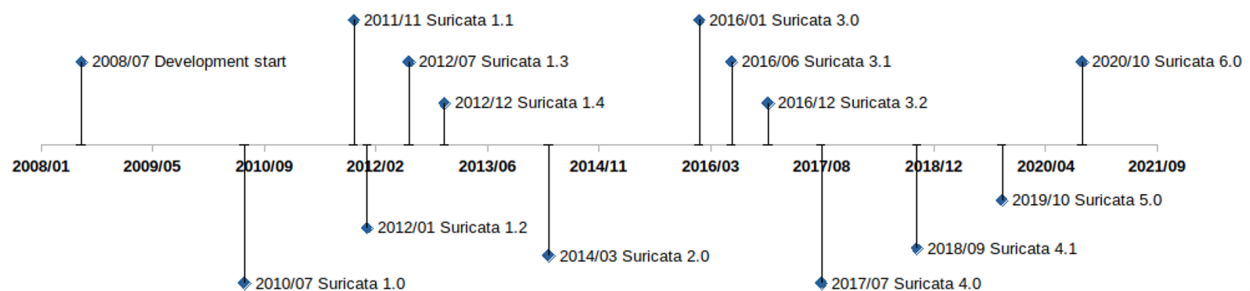 2011/11 Suricata 1.1
2016/01 Suricata 3.0
2008/07 Development start
2012/07 Suricata 1.3
2016/06 Suricata 3.1
2020/10 Suricata 6.0
2012/12 Suricata 1.4
2016/12 Suricata 3.2
2008/01 2009/05 2010/09 2012/02 2013/06 2014/11 2016/03 2017/08 2018/12 2020/04 2021/09
2019/10 Suricata 5.0
2012/01 Suricata 1.2
2018/09 Suricata 4.1
2014/03 Suricata 2.0
2010/07 Suricata 1.0
2017/07 Suricata 4.0